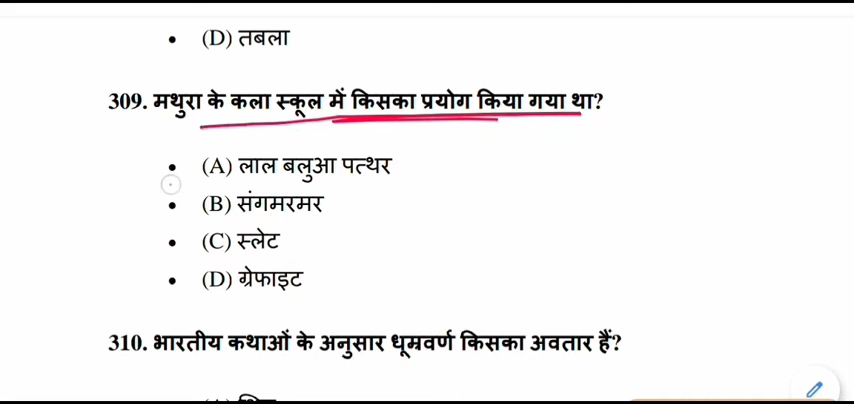 (D) तबला
309. मथुरा के कला स्कूल में किसका प्रयोग किया गया था?
(A) लाल बलुआ पत्थर
(B) संगमरमर
(C) स्लेट
(D) ग्रेफाइट
310. भारतीय कथाओं के अनुसार धूम्रवर्ण किसका अवतार हैं?